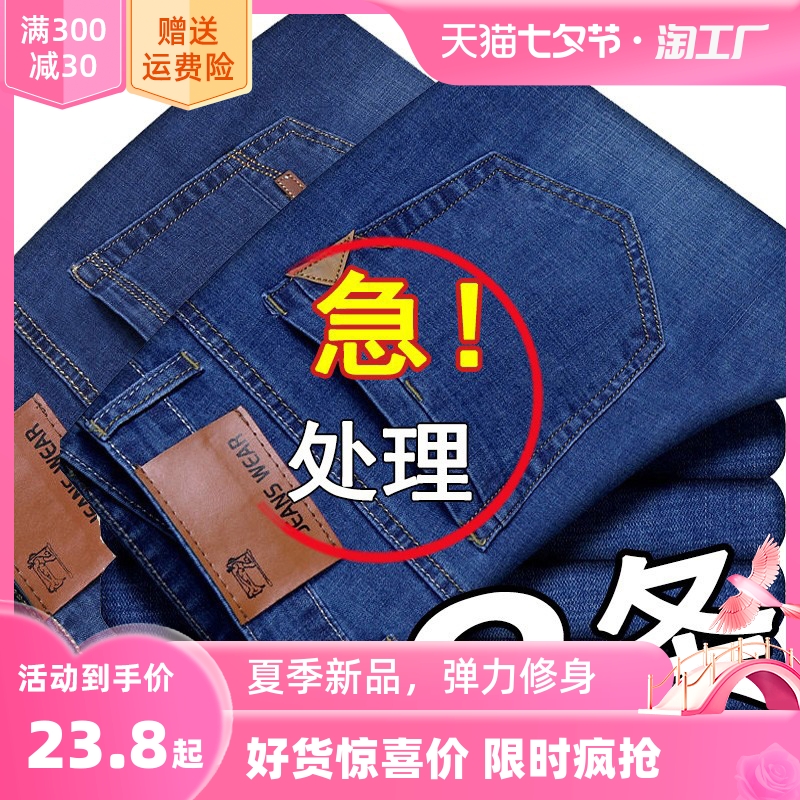 满300
减30
赠送
运费险
天猫七夕节·淘工厂
急！
处理
JEANS WEAR
JEANS WEAR
条
活动到手价
23.8起
夏季新品，弹力修身
好货惊喜价 限时疯抢